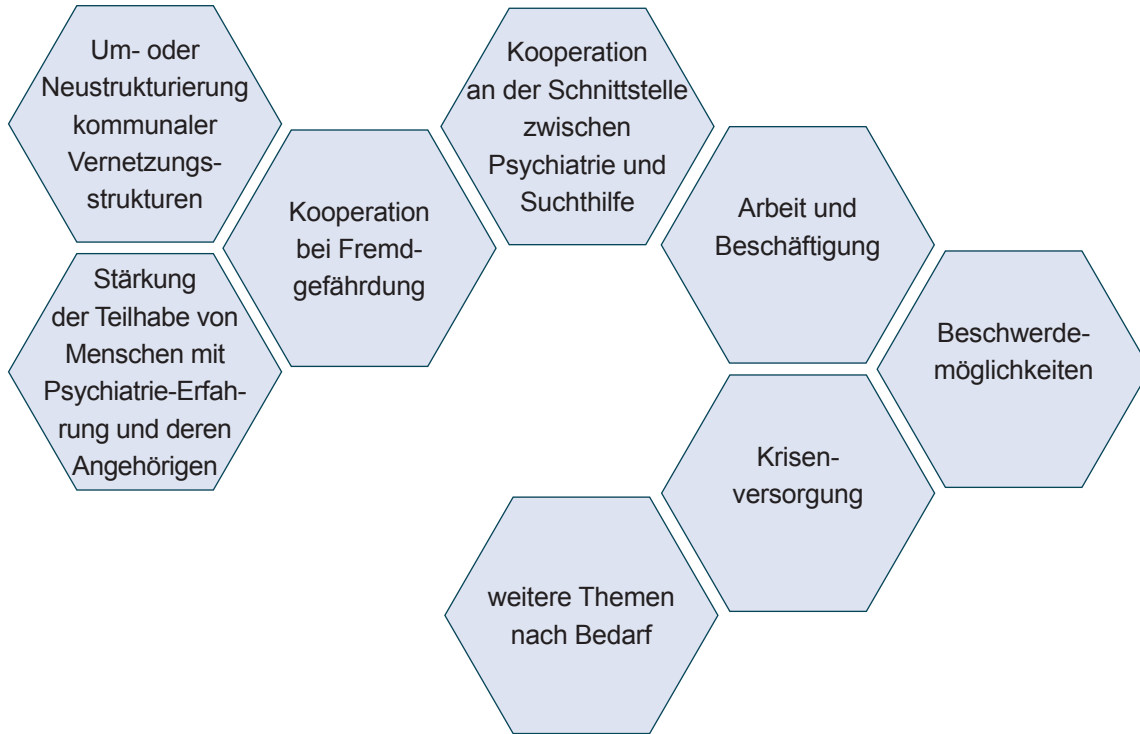 Um- oder
Neustrukturierung
kommunaler
Vernetzungs-
strukturen
Stärkung
der Teilhabe von
Menschen mit
Psychiatrie-Erfah-
rung und deren
Angehörigen
Kooperation
bei Fremd-
gefährdung
Kooperation
an der Schnittstelle
zwischen
Psychiatrie und
Suchthilfe
Arbeit und
Beschäftigung
Beschwerde-
möglichkeiten
Krisen-
versorgung
weitere Themen
nach Bedarf